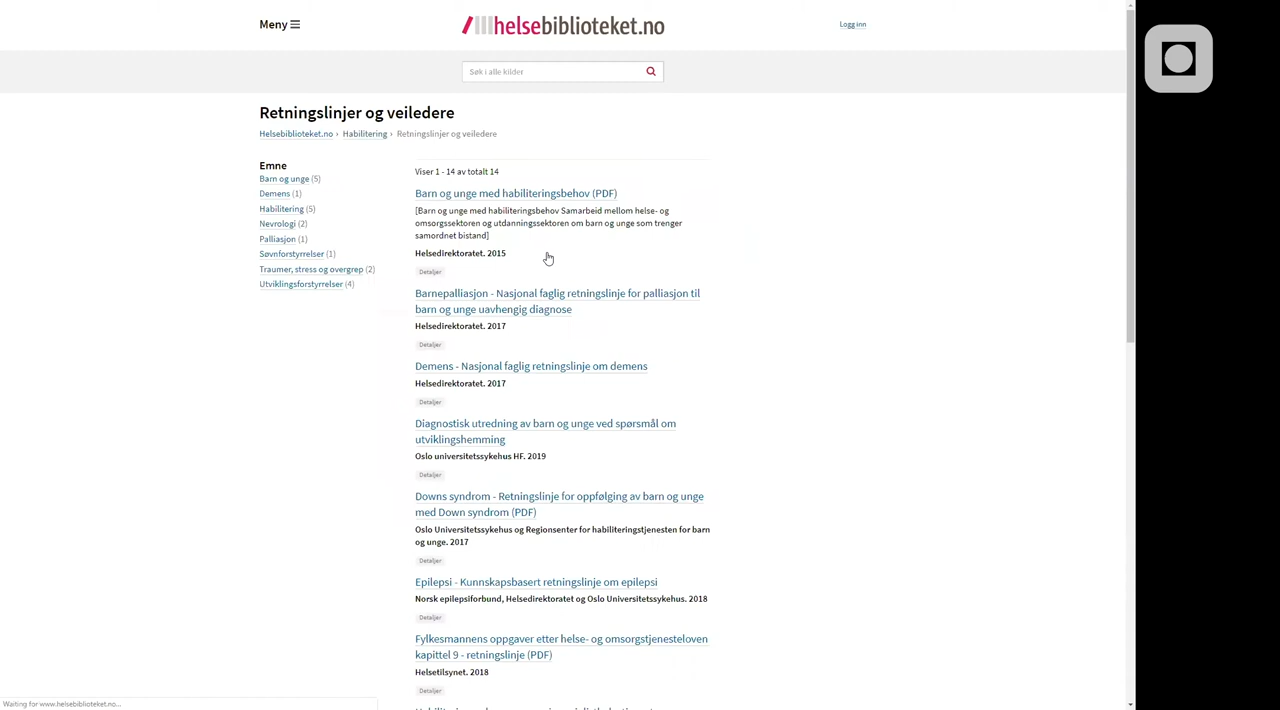 Meny
helsebiblioteket.no
Logg inn
Søk i alle kilder
Retningslinjer og veiledere
Helsebiblioteket.no › Habilitering › Retningslinjer og veiledere
Emne
Barn og unge (5)
Demens (1)
Habilitering (5)
Nevrologi (2)
Palliasjon (1)
Søvnforstyrrelser (1)
Traumer, stress og overgrep (2)
Utviklingsforstyrrelser (4)
Viser 1 - 14 av totalt 14
Barn og unge med habiliteringsbehov (PDF)
[Barn og unge med habiliteringsbehov Samarbeid mellom helse- og
omsorgssektoren og utdanningssektoren om barn og unge som trenger
samordnet bistand]
Helsedirektoratet. 2015
Detaljer
Barnepalliasjon - Nasjonal faglig retningslinje for palliasjon til
barn og unge uavhengig diagnose
Helsedirektoratet. 2017
Detaljer
Demens - Nasjonal faglig retningslinje om demens
Helsedirektoratet. 2017
Detaljer
Diagnostisk utredning av barn og unge ved spørsmål om
utviklingshemming
Oslo universitetssykehus HF. 2019
Detaljer
Downs syndrom - Retningslinje for oppfølging av barn og unge
med Down syndrom (PDF)
Oslo Universitetssykehus og Regionsenter for habiliteringstjenesten for barn
og unge. 2017
Detaljer
Epilepsi - Kunnskapsbasert retningslinje om epilepsi
Norsk epilepsiforbund, Helsedirektoratet og Oslo Universitetssykehus. 2018
Detaljer
Fylkesmannens oppgaver etter helse- og omsorgstjenesteloven
kapittel 9 - retningslinje (PDF)
Helsetilsynet. 2018
Detaljer
Waiting for www.helsebiblioteket.no...